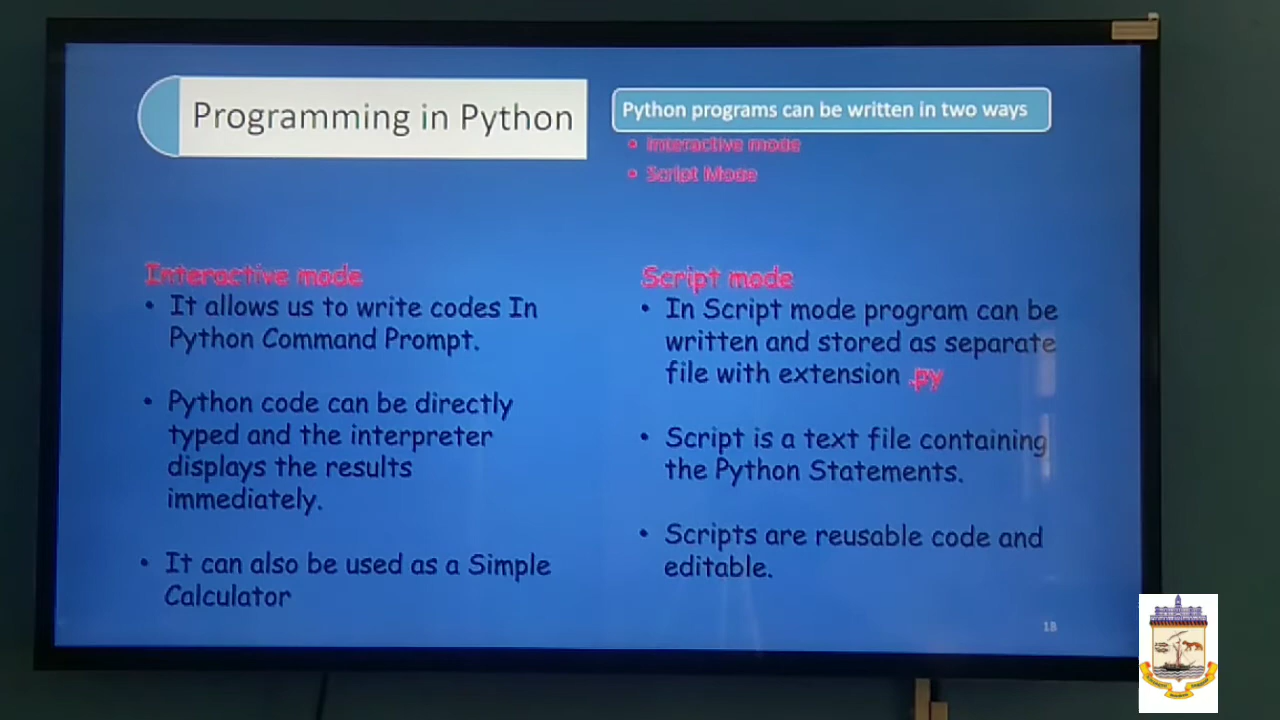 Programming in Python
Python programs can be written in two ways
• Interactive mode
• Script Mode
Interactive mode
• It allows us to write codes In
Python Command Prompt.
• Python code can be directly
typed and the interpreter
displays the results
immediately.
• It can also be used as a Simple
Calculator
Script mode
• In Script mode program can be
written and stored as separate
file with extension .py
• Script is a text file containing
the Python Statements.
• Scripts are reusable code and
editable.
18